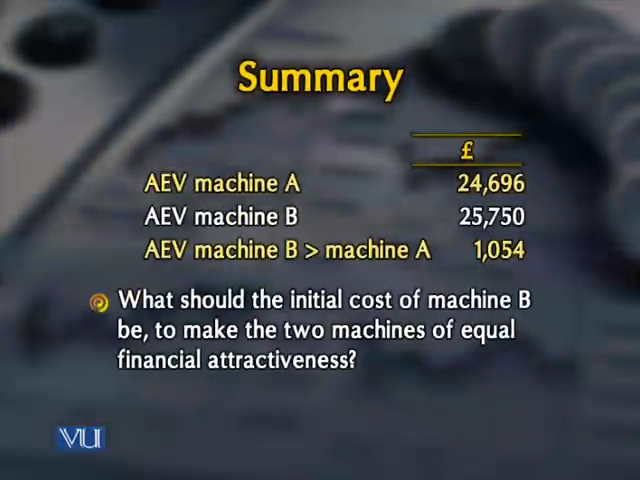 Summary
£
AEV machine A 24,696
AEV machine B 25,750
AEV machine B > machine A 1,054
What should the initial cost of machine B
be, to make the two machines of equal
financial attractiveness?
VU